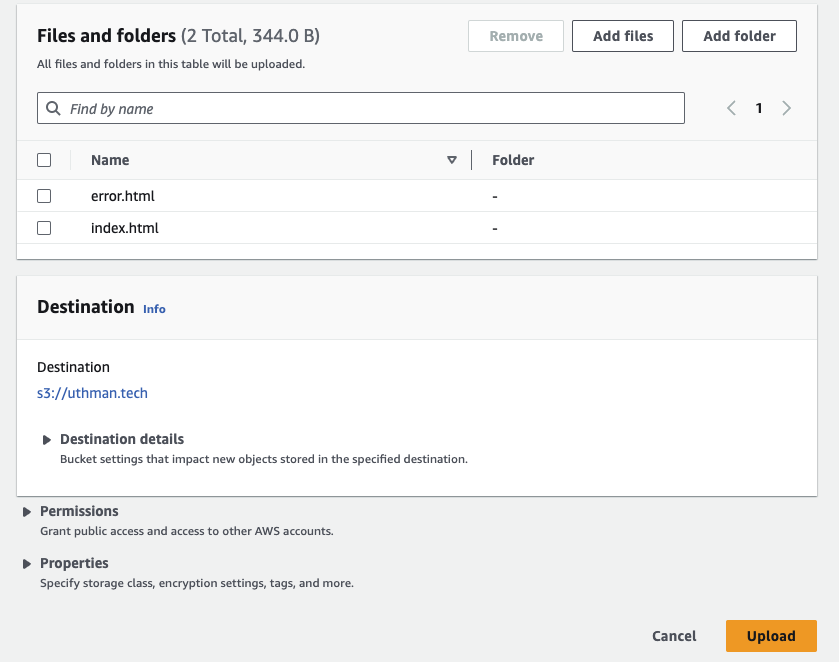 Files and folders (2 Total, 344.0 B)
Remove
Add files
Add folder
All files and folders in this table will be uploaded.
Find by name
1
Name
Folder
error.html
-
index.html
-
Destination Info
Destination
s3://uthman.tech
Destination details
Bucket settings that impact new objects stored in the specified destination.
Permissions
Grant public access and access to other AWS accounts.
Properties
Specify storage class, encryption settings, tags, and more.
Cancel
Upload